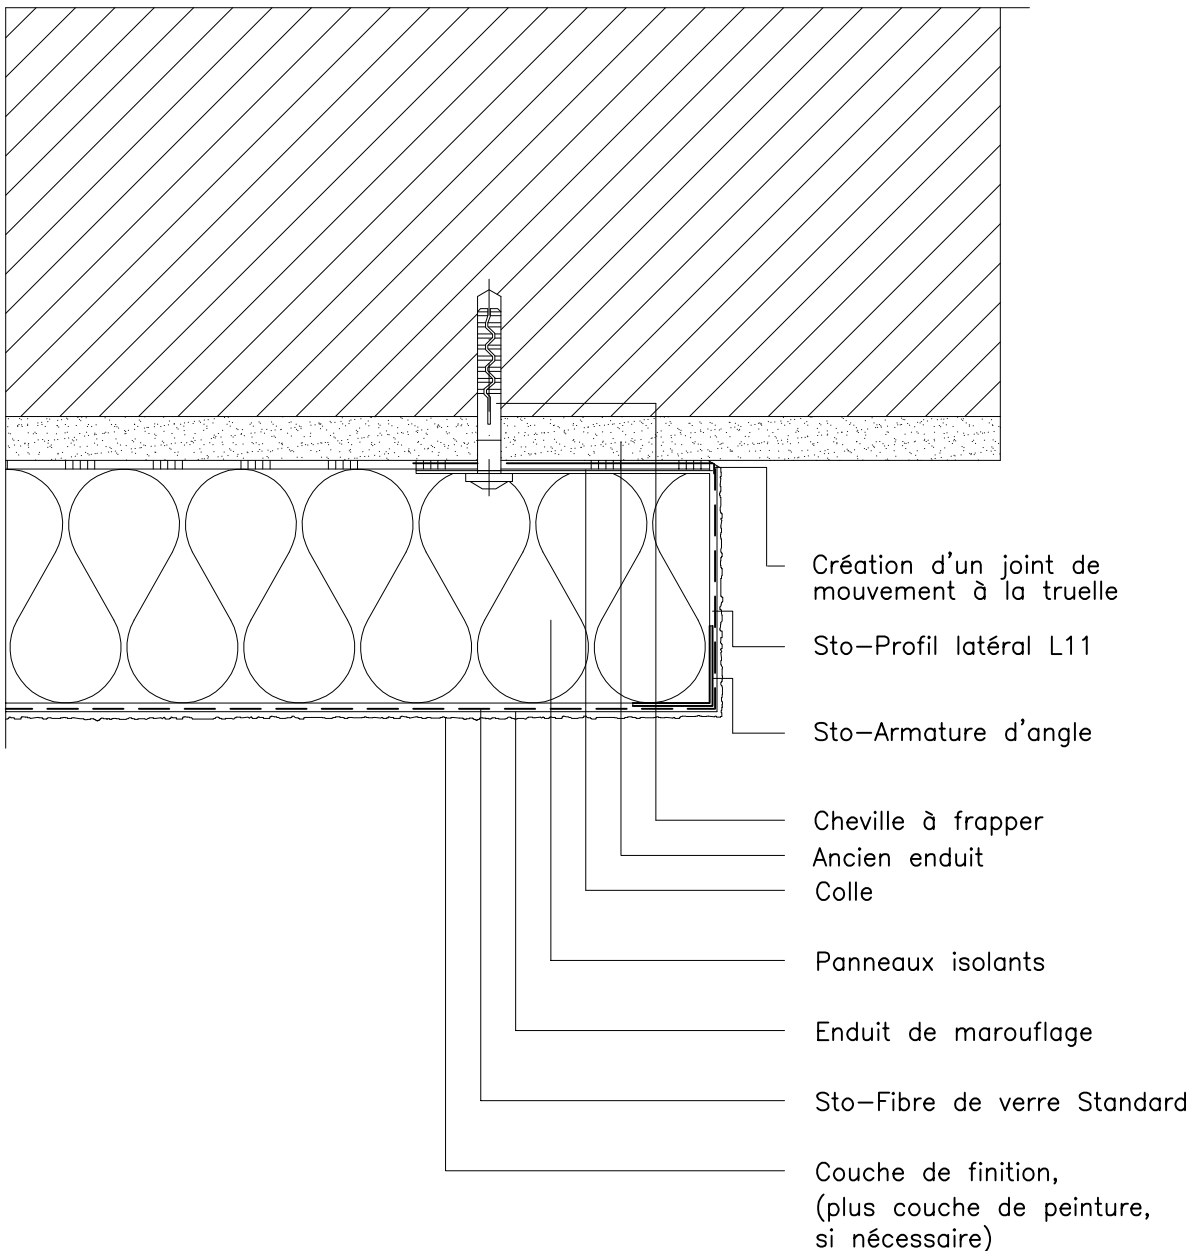 Création d'un joint de
mouvement à la truelle
Sto-Profil latéral L11
Sto-Armature d'angle
Cheville à frapper
Ancien enduit
Colle
Panneaux isolants
Enduit de marouflage
Sto-Fibre de verre Standard
Couche de finition,
(plus couche de peinture,
si nécessaire)